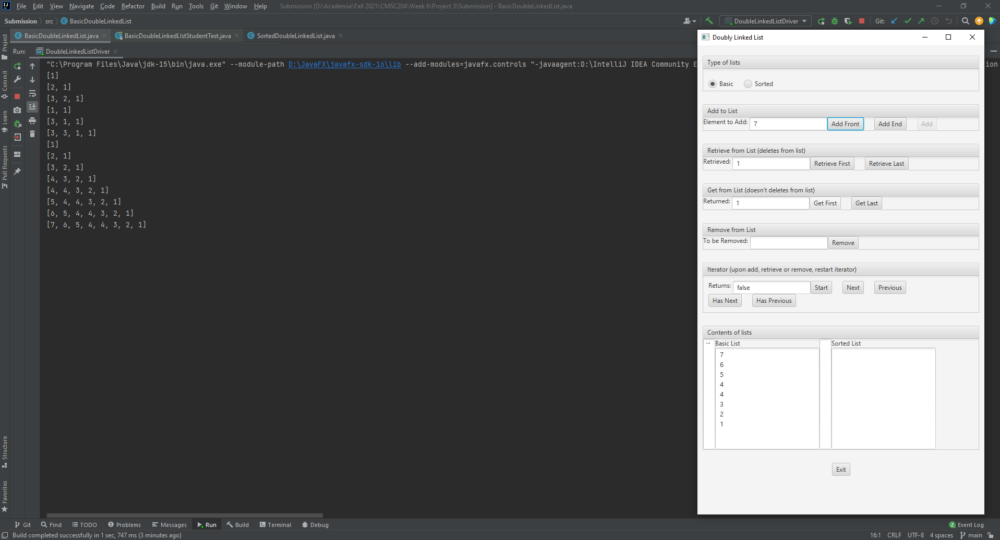 File Edit View Navigate Code Refactor Build Run Tools Git Window Help Submission [D:\Academia\Fall 2021\CMSC204\Week 6\Project 3\Submission] - BasicDoubleLinkedList.java
Submission src BasicDoubleLinkedList DoubleLinkedListDriver Git:
BasicDoubleLinkedList.java BasicDoubleLinkedLIstStudentTest.java SortedDoubleLinkedList.java
Run: DoubleLinkedListDriver
"C:\Program Files\Java\jdk-15\bin\java.exe" --module-path D:\JavaFX\javafx-sdk-16\lib --add-modules=javafx.controls "-javaagent:D:\IntelliJ IDEA Community E
[1]
[2, 1]
[3, 2, 1]
[1, 1]
[3, 1, 1]
[3, 3, 1, 1]
[1]
[2, 1]
[3, 2, 1]
[4, 3, 2, 1]
[4, 4, 3, 2, 1]
[5, 4, 4, 3, 2, 1]
[6, 5, 4, 4, 3, 2, 1]
[7, 6, 5, 4, 4, 3, 2, 1]
Project
Commit
Learn
Pull Requests
Structure
Favorites
Doubly Linked List
Type of lists
Basic Sorted
Add to List
Element to Add: 7 Add Front Add End Add
Retrieve from List (deletes from list)
Retrieved: 1 Retrieve First Retrieve Last
Get from List (doesn't deletes from list)
Returned: 1 Get First Get Last
Remove from List
To be Removed: Remove
Iterator (upon add, retrieve or remove, restart iterator)
Returns: false Start Next Previous
Has Next Has Previous
Contents of lists
Basic List Sorted List
7
6
5
4
4
3
2
1
Exit
Git Find TODO Problems Messages Run Build Terminal Debug 2 Event Log
Build completed successfully in 1 sec, 747 ms (3 minutes ago) 16:1 CRLF UTF-8 4 spaces main